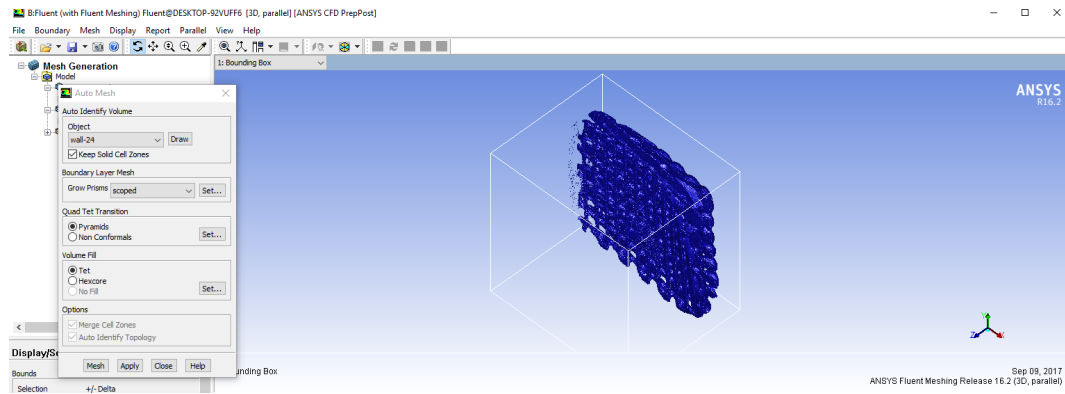 B:Fluent (with Fluent Meshing) Fluent@DESKTOP-92VUFF6 [3D, parallel] [ANSYS CFD PrepPost]
File Boundary Mesh Display Report Parallel View Help
Mesh Generation
Model
1: Bounding Box
ANSYS
R16.2
Auto Mesh
Auto Identify Volume
Object
wall-24
Draw
Keep Solid Cell Zones
Boundary Layer Mesh
Grow Prisms scoped Set...
Quad Tet Transition
Pyramids
Non Conformals
Set...
Volume Fill
Tet
Hexcore
No Fill
Set...
Options
Merge Cell Zones
Auto Identify Topology
Mesh Apply Close Help
Display/Se
Bounds
Selection +/- Delta
unding Box
Y
Z X
Sep 09, 2017
ANSYS Fluent Meshing Release 16.2 (3D, parallel)